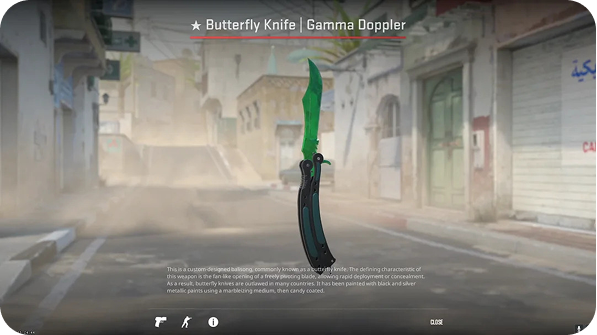 ★ Butterfly Knife | Gamma Doppler
This is a custom-designed balisong, commonly known as a butterfly knife. The defining characteristic of
this weapon is the fan-like opening of a freely pivoting blade, allowing rapid deployment or concealment.
As a result, butterfly knives are outlawed in many countries. It has been painted with black and silver
metallic paints using a marbleizing medium, then candy coated.
CLOSE